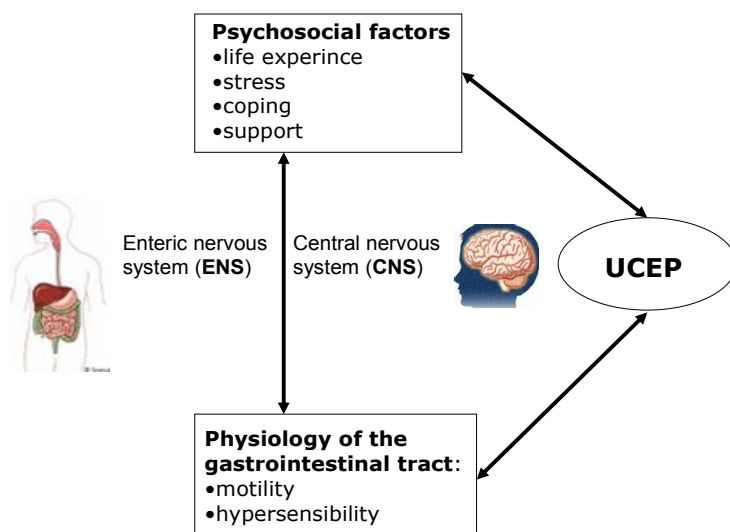 Psychosocial factors
•life experince
•stress
•coping
•support
Enteric nervous
system (ENS)
Central nervous
system (CNS)
UCEP
Physiology of the
gastrointestinal tract:
•motility
•hypersensibility